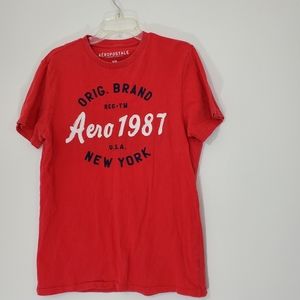 AEROPOSTALE
ORIG. BRAND
REG·TM
Aero 1987
U.S.A.
NEW YORK